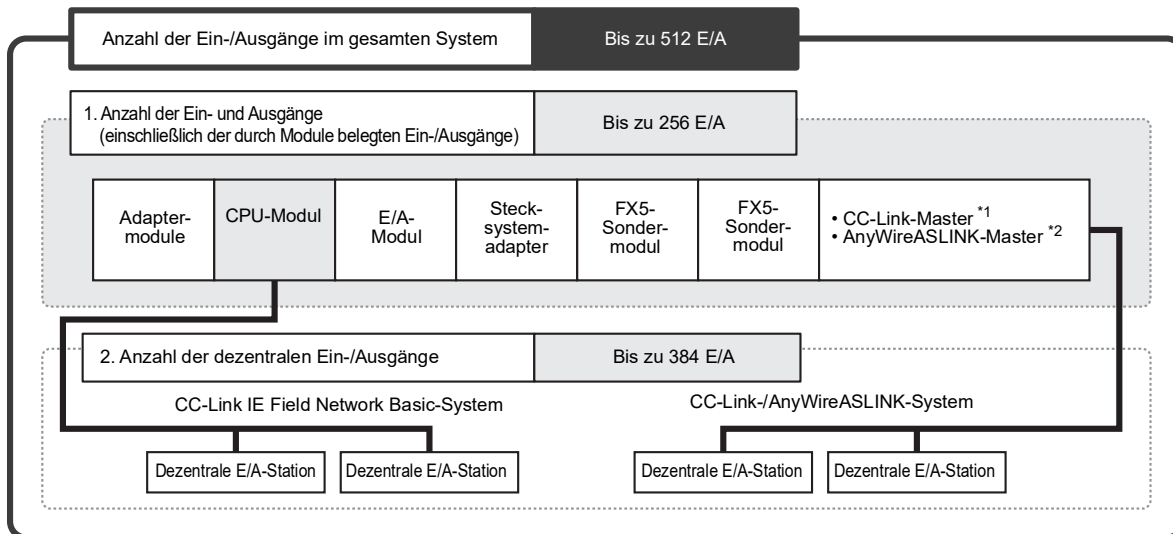 Anzahl der Ein-/Ausgänge im gesamten System
Bis zu 512 E/A
1. Anzahl der Ein- und Ausgänge
(einschließlich der durch Module belegten Ein-/Ausgänge)
Bis zu 256 E/A
Adapter-
module
CPU-Modul
E/A-
Modul
Steck-
system-
adapter
FX5-
Sonder-
modul
FX5-
Sonder-
modul
• CC-Link-Master *1
• AnyWireASLINK-Master *2
2. Anzahl der dezentralen Ein-/Ausgänge
Bis zu 384 E/A
CC-Link IE Field Network Basic-System
CC-Link-/AnyWireASLINK-System
Dezentrale E/A-Station
Dezentrale E/A-Station
Dezentrale E/A-Station
Dezentrale E/A-Station